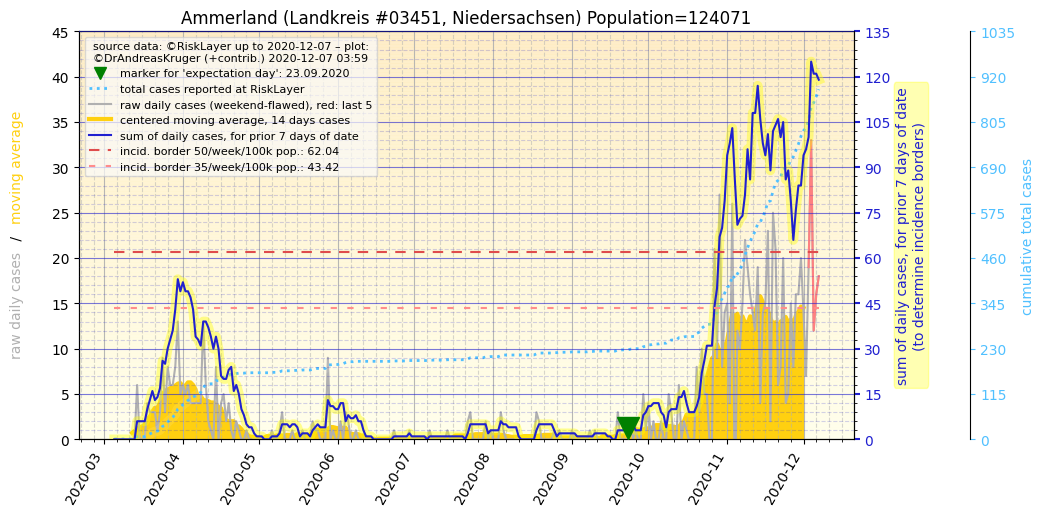 Ammerland (Landkreis #03451, Niedersachsen) Population=124071
source data: ©RiskLayer up to 2020-12-07 – plot:
©DrAndreasKruger (+contrib.) 2020-12-07 03:59
marker for 'expectation day': 23.09.2020
total cases reported at RiskLayer
raw daily cases (weekend-flawed), red: last 5
centered moving average, 14 days cases
sum of daily cases, for prior 7 days of date
incid. border 50/week/100k pop.: 62.04
incid. border 35/week/100k pop.: 43.42
raw daily cases / moving average
45
40
35
30
25
20
15
10
5
0
2020-03
2020-04
2020-05
2020-06
2020-07
2020-08
2020-09
2020-10
2020-11
2020-12
135
120
105
90
75
60
45
30
15
0
sum of daily cases, for prior 7 days of date
(to determine incidence borders)
1035
920
805
690
575
460
345
230
115
0
cumulative total cases